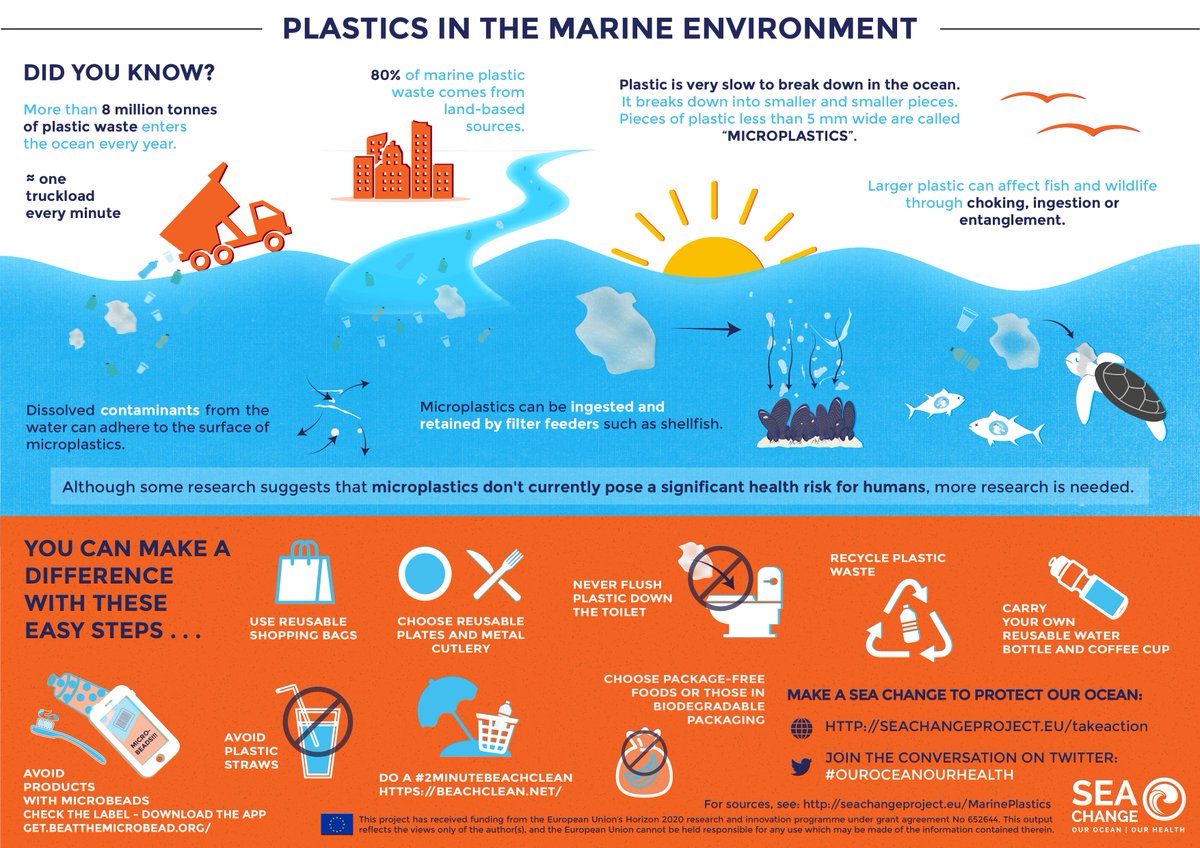 PLASTICS IN THE MARINE ENVIRONMENT
DID YOU KNOW?
More than 8 million tonnes
of plastic waste enters
the ocean every year.
≈ one
truckload
every minute
80% of marine plastic
waste comes from
land-based
sources.
Plastic is very slow to break down in the ocean.
It breaks down into smaller and smaller pieces.
Pieces of plastic less than 5 mm wide are called
“MICROPLASTICS”.
Larger plastic can affect fish and wildlife
through choking, ingestion or
entanglement.
Dissolved contaminants from the
water can adhere to the surface of
microplastics.
Microplastics can be ingested and
retained by filter feeders such as shellfish.
Although some research suggests that microplastics don't currently pose a significant health risk for humans, more research is needed.
YOU CAN MAKE A
DIFFERENCE
WITH THESE
EASY STEPS . . .
USE REUSABLE
SHOPPING BAGS
CHOOSE REUSABLE
PLATES AND METAL
CUTLERY
NEVER FLUSH
PLASTIC DOWN
THE TOILET
RECYCLE PLASTIC
WASTE
CARRY
YOUR OWN
REUSABLE WATER
BOTTLE AND COFFEE CUP
MICRO-
BEADS!!!
AVOID
PRODUCTS
WITH MICROBEADS
CHECK THE LABEL - DOWNLOAD THE APP
GET.BEATTHEMICROBEAD.ORG/
AVOID
PLASTIC
STRAWS
DO A #2MINUTEBEACHCLEAN
HTTPS://BEACHCLEAN.NET/
CHOOSE PACKAGE-FREE
FOODS OR THOSE IN
BIODEGRADABLE
PACKAGING
MAKE A SEA CHANGE TO PROTECT OUR OCEAN:
HTTP://SEACHANGEPROJECT.EU/takeaction
JOIN THE CONVERSATION ON TWITTER:
#OUROCEANOURHEALTH
For sources, see: http://seachangeproject.eu/MarinePlastics
This project has received funding from the European Union's Horizon 2020 research and innovation programme under grant agreement No 652644. This output
reflects the views only of the author(s), and the European Union cannot be held responsible for any use which may be made of the information contained therein.
SEA
CHANGE
OUR OCEAN | OUR HEALTH